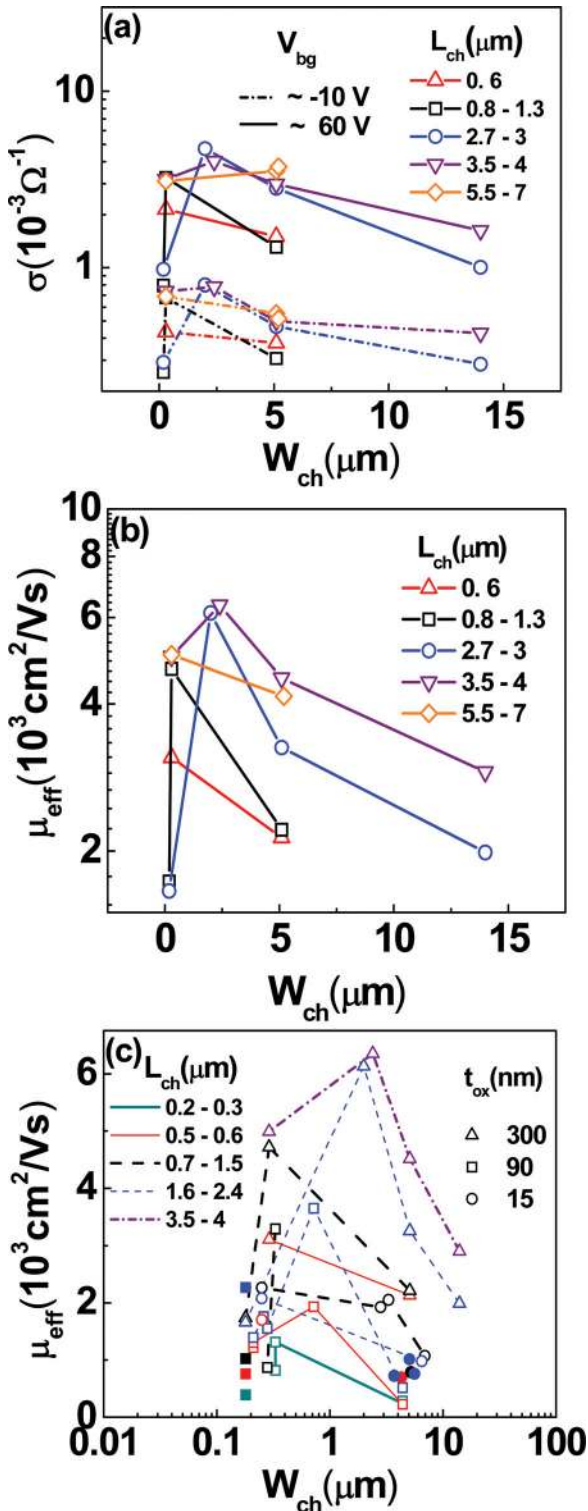 (a)
V_bg
~ -10 V
~ 60 V
L_ch(μm)
0. 6
0.8 - 1.3
2.7 - 3
3.5 - 4
5.5 - 7
σ(10^-3 Ω^-1)
10
1
0 5 10 15
W_ch(μm)
(b)
L_ch(μm)
0. 6
0.8 - 1.3
2.7 - 3
3.5 - 4
5.5 - 7
μ_eff(10^3cm^2/Vs)
10
8
6
4
2
0 5 10 15
W_ch(μm)
(c)
L_ch(μm)
0.2 - 0.3
0.5 - 0.6
0.7 - 1.5
1.6 - 2.4
3.5 - 4
t_ox(nm)
300
90
15
μ_eff(10^3cm^2/Vs)
6
4
2
0
0.01 0.1 1 10 100
W_ch(μm)